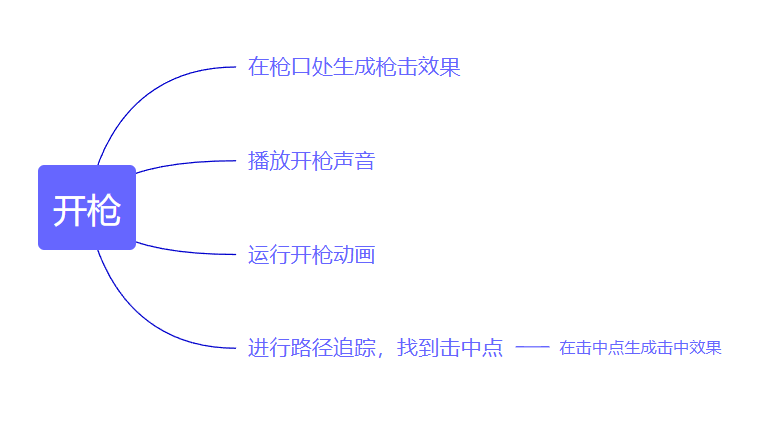 在枪口处生成枪击效果
播放开枪声音
开枪
运行开枪动画
进行路径追踪，找到击中点
在击中点生成击中效果